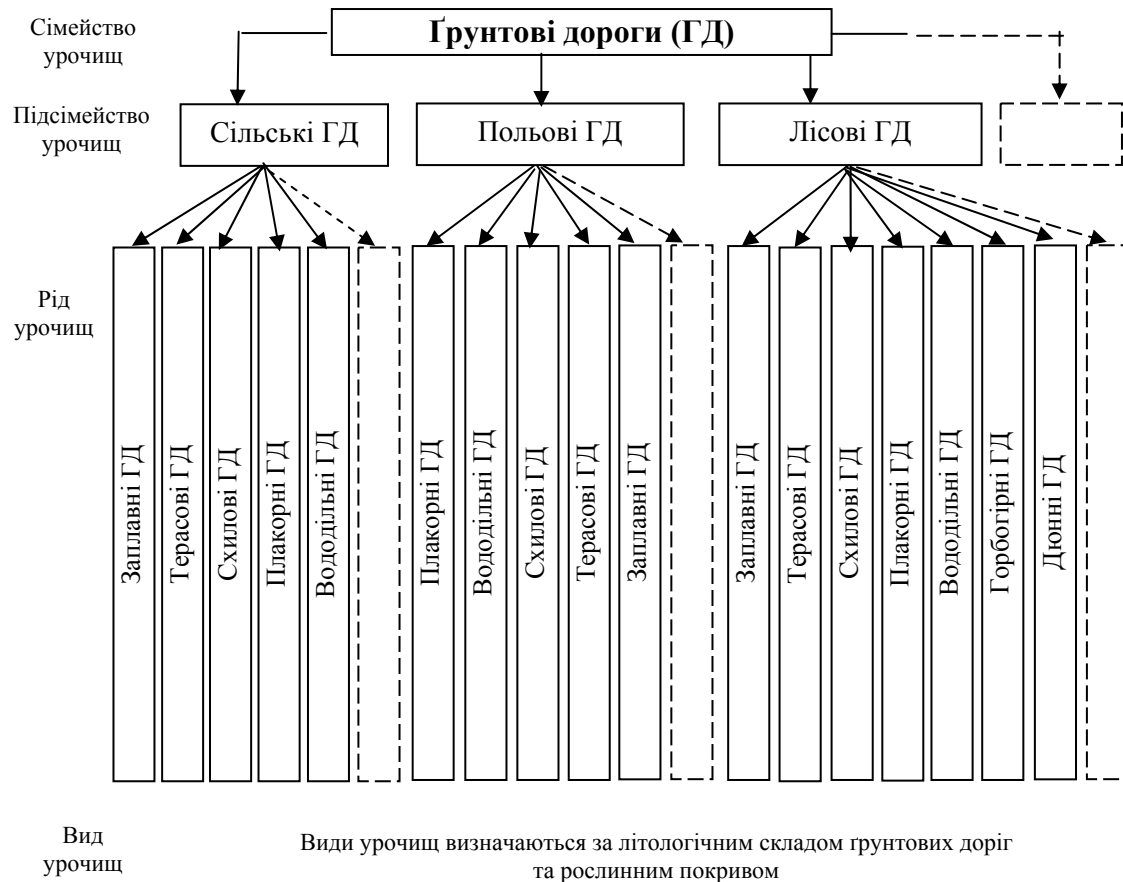 Сімейство
урочищ
Ґрунтові дороги (ГД)
Підсімейство
урочищ
Сільські ГД
Польові ГД
Лісові ГД
Рід
урочищ
Заплавні ГД
Терасові ГД
Схилові ГД
Плакорні ГД
Вододільні ГД
Плакорні ГД
Вододільні ГД
Схилові ГД
Терасові ГД
Заплавні ГД
Заплавні ГД
Терасові ГД
Схилові ГД
Плакорні ГД
Вододільні ГД
Горбогірні ГД
Дюнні ГД
Вид
урочищ
Види урочищ визначаються за літологічним складом ґрунтових доріг
та рослинним покривом